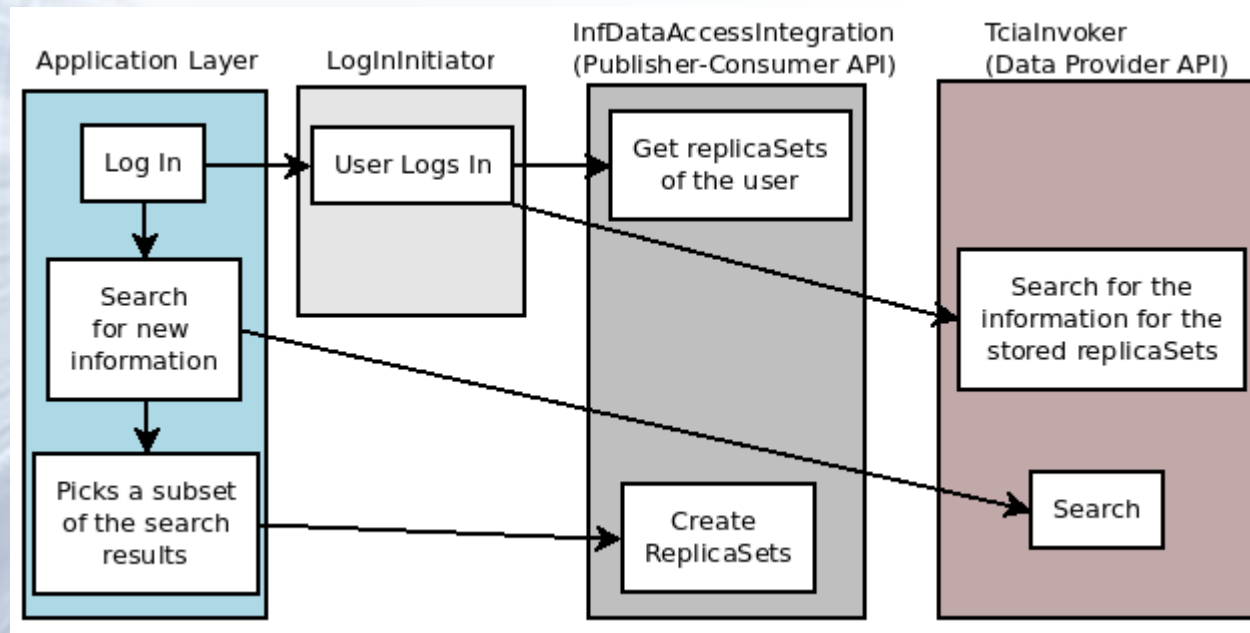 Application Layer
LogInInitiator
InfDataAccessIntegration
(Publisher-Consumer API)
TciaInvoker
(Data Provider API)
Log In
User Logs In
Get replicaSets
of the user
Search
for new
information
Search for the
information for the
stored replicaSets
Picks a subset
of the search
results
Create
ReplicaSets
Search